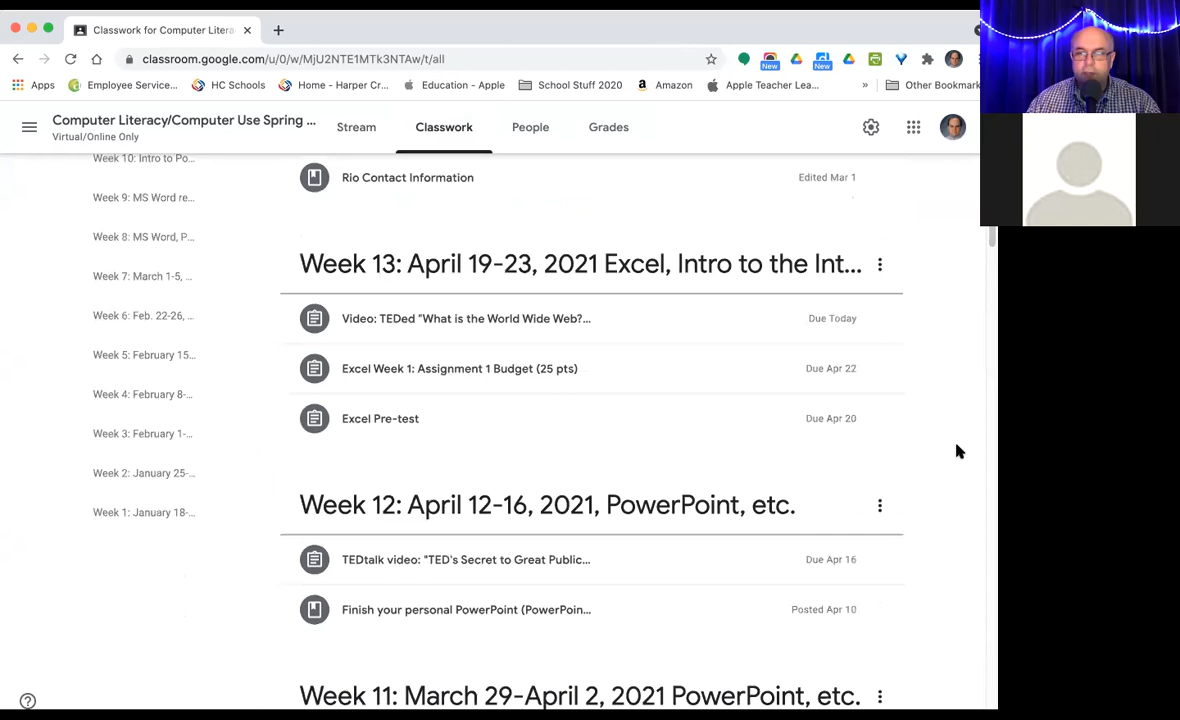 Classwork for Computer Litera
classroom.google.com/u/0/w/MjU2NTE1MTk3NTAw/t/all
New
New
Apps
Employee Service...
HC Schools
Home - Harper Cr...
Education - Apple
School Stuff 2020
Amazon
Apple Teacher Lea...
»
Other Bookmark
Computer Literacy/Computer Use Spring ...
Virtual/Online Only
Stream
Classwork
People
Grades
Week 10: Intro to Po...
Week 9: MS Word re...
Week 8: MS Word, P...
Week 7: March 1-5, ...
Week 6: Feb. 22-26, ...
Week 5: February 15...
Week 4: February 8-...
Week 3: February 1-...
Week 2: January 25-...
Week 1: January 18-...
Rio Contact Information
Edited Mar 1
Week 13: April 19-23, 2021 Excel, Intro to the Int...
Video: TEDed "What is the World Wide Web?...
Due Today
Excel Week 1: Assignment 1 Budget (25 pts)
Due Apr 22
Excel Pre-test
Due Apr 20
Week 12: April 12-16, 2021, PowerPoint, etc.
TEDtalk video: "TED's Secret to Great Public...
Due Apr 16
Finish your personal PowerPoint (PowerPoin...
Posted Apr 10
Week 11: March 29-April 2, 2021 PowerPoint, etc.